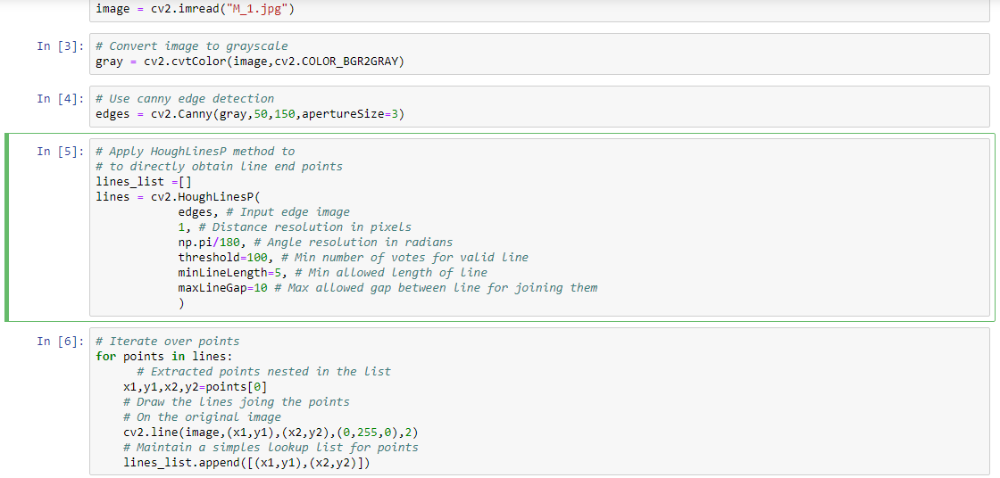 image = cv2.imread("M_1.jpg")
In [3]: # Convert image to grayscale
gray = cv2.cvtColor(image,cv2.COLOR_BGR2GRAY)
In [4]: # Use canny edge detection
edges = cv2.Canny(gray,50,150,apertureSize=3)
In [5]: # Apply HoughLinesP method to
# to directly obtain line end points
lines_list =[]
lines = cv2.HoughLinesP(
            edges, # Input edge image
            1, # Distance resolution in pixels
            np.pi/180, # Angle resolution in radians
            threshold=100, # Min number of votes for valid line
            minLineLength=5, # Min allowed length of line
            maxLineGap=10 # Max allowed gap between line for joining them
            )
In [6]: # Iterate over points
for points in lines:
      # Extracted points nested in the list
    x1,y1,x2,y2=points[0]
    # Draw the lines joing the points
    # On the original image
    cv2.line(image,(x1,y1),(x2,y2),(0,255,0),2)
    # Maintain a simples lookup list for points
    lines_list.append([(x1,y1),(x2,y2)])